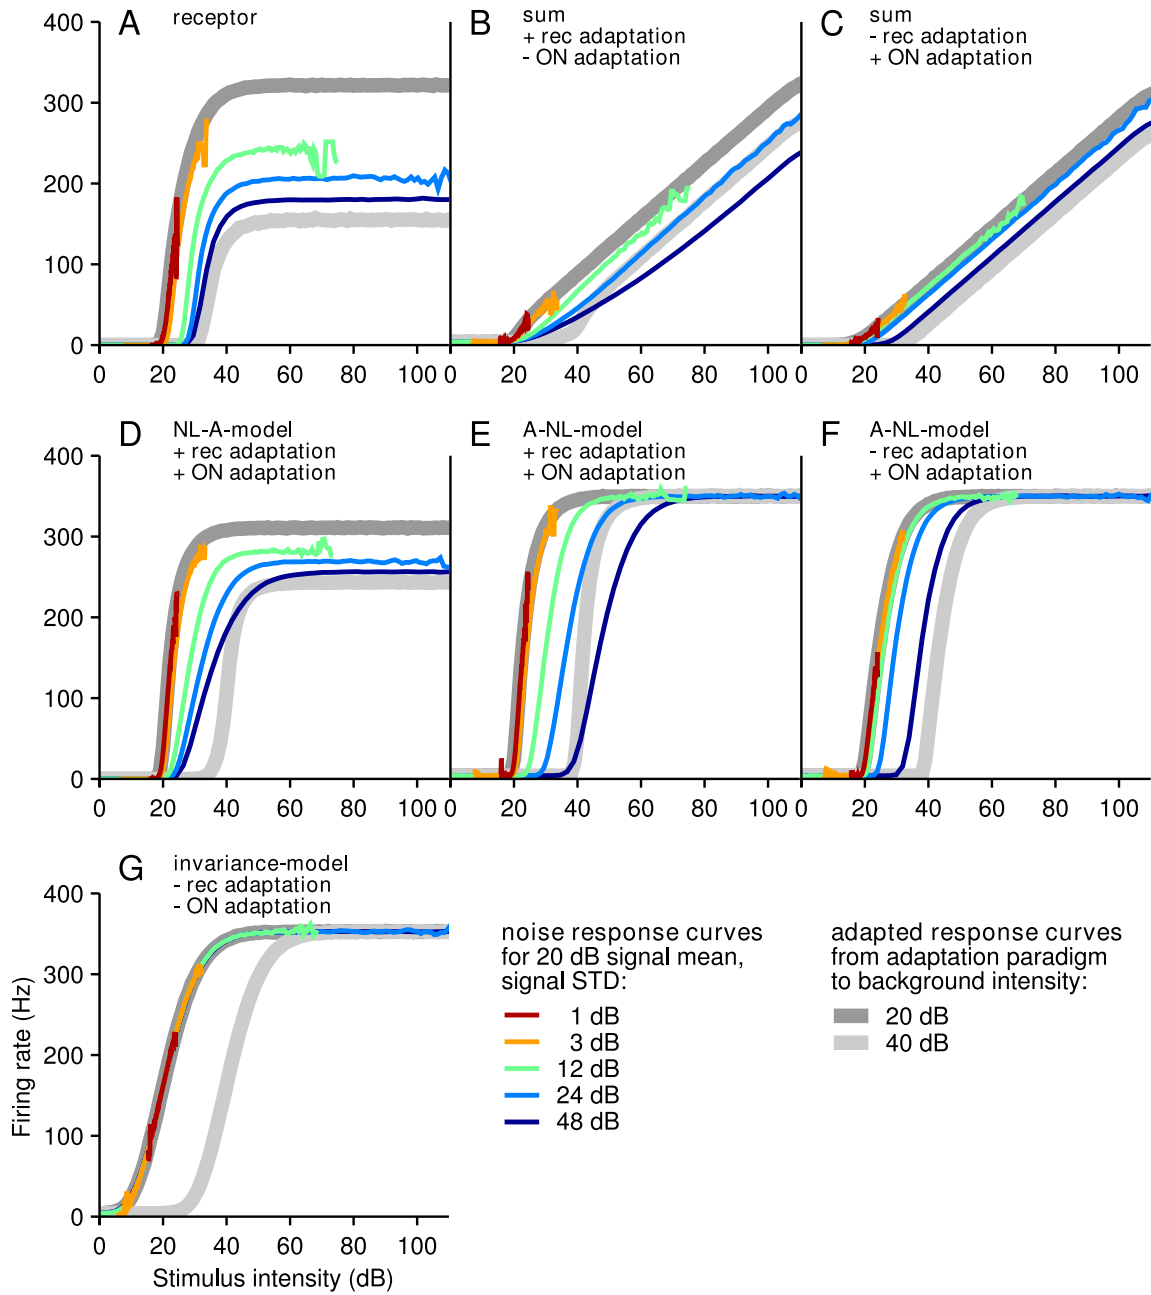 A receptor
B sum
+ rec adaptation
- ON adaptation
C sum
- rec adaptation
+ ON adaptation
400
300
200
100
0
0 20 40 60 80 100
0 20 40 60 80 100
0 20 40 60 80 100
D NL-A-model
+ rec adaptation
+ ON adaptation
E A-NL-model
+ rec adaptation
+ ON adaptation
F A-NL-model
- rec adaptation
+ ON adaptation
400
300
200
100
0
0 20 40 60 80 100
0 20 40 60 80 100
0 20 40 60 80 100
G invariance-model
- rec adaptation
- ON adaptation
400
300
200
100
0
Firing rate (Hz)
0 20 40 60 80 100
Stimulus intensity (dB)
noise response curves
for 20 dB signal mean,
signal STD:
1 dB
3 dB
12 dB
24 dB
48 dB
adapted response curves
from adaptation paradigm
to background intensity:
20 dB
40 dB